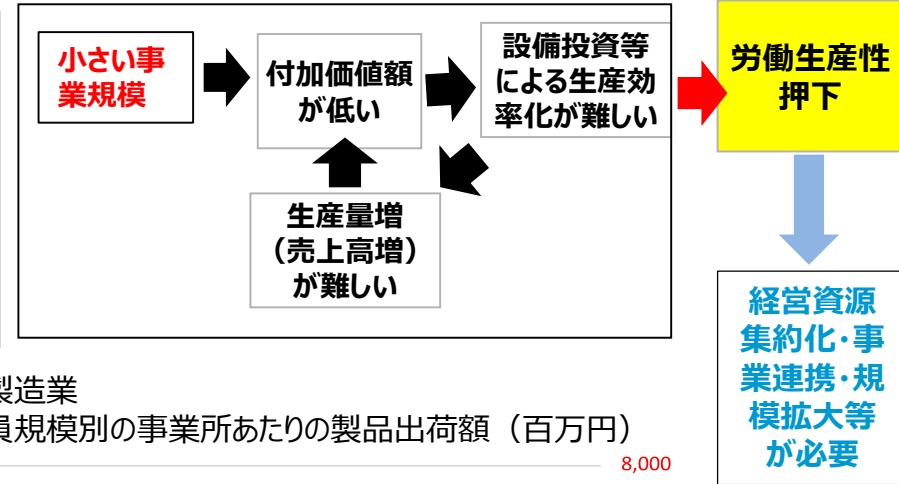 小さい事
業規模
付加価値額
が低い
設備投資等
による生産効
率化が難しい
労働生産性
押下
生産量増
（売上高増）
が難しい
経営資源
集約化・事
業連携・規
模拡大等
が必要
製造業
員規模別の事業所あたりの製品出荷額（百万円）
8,000